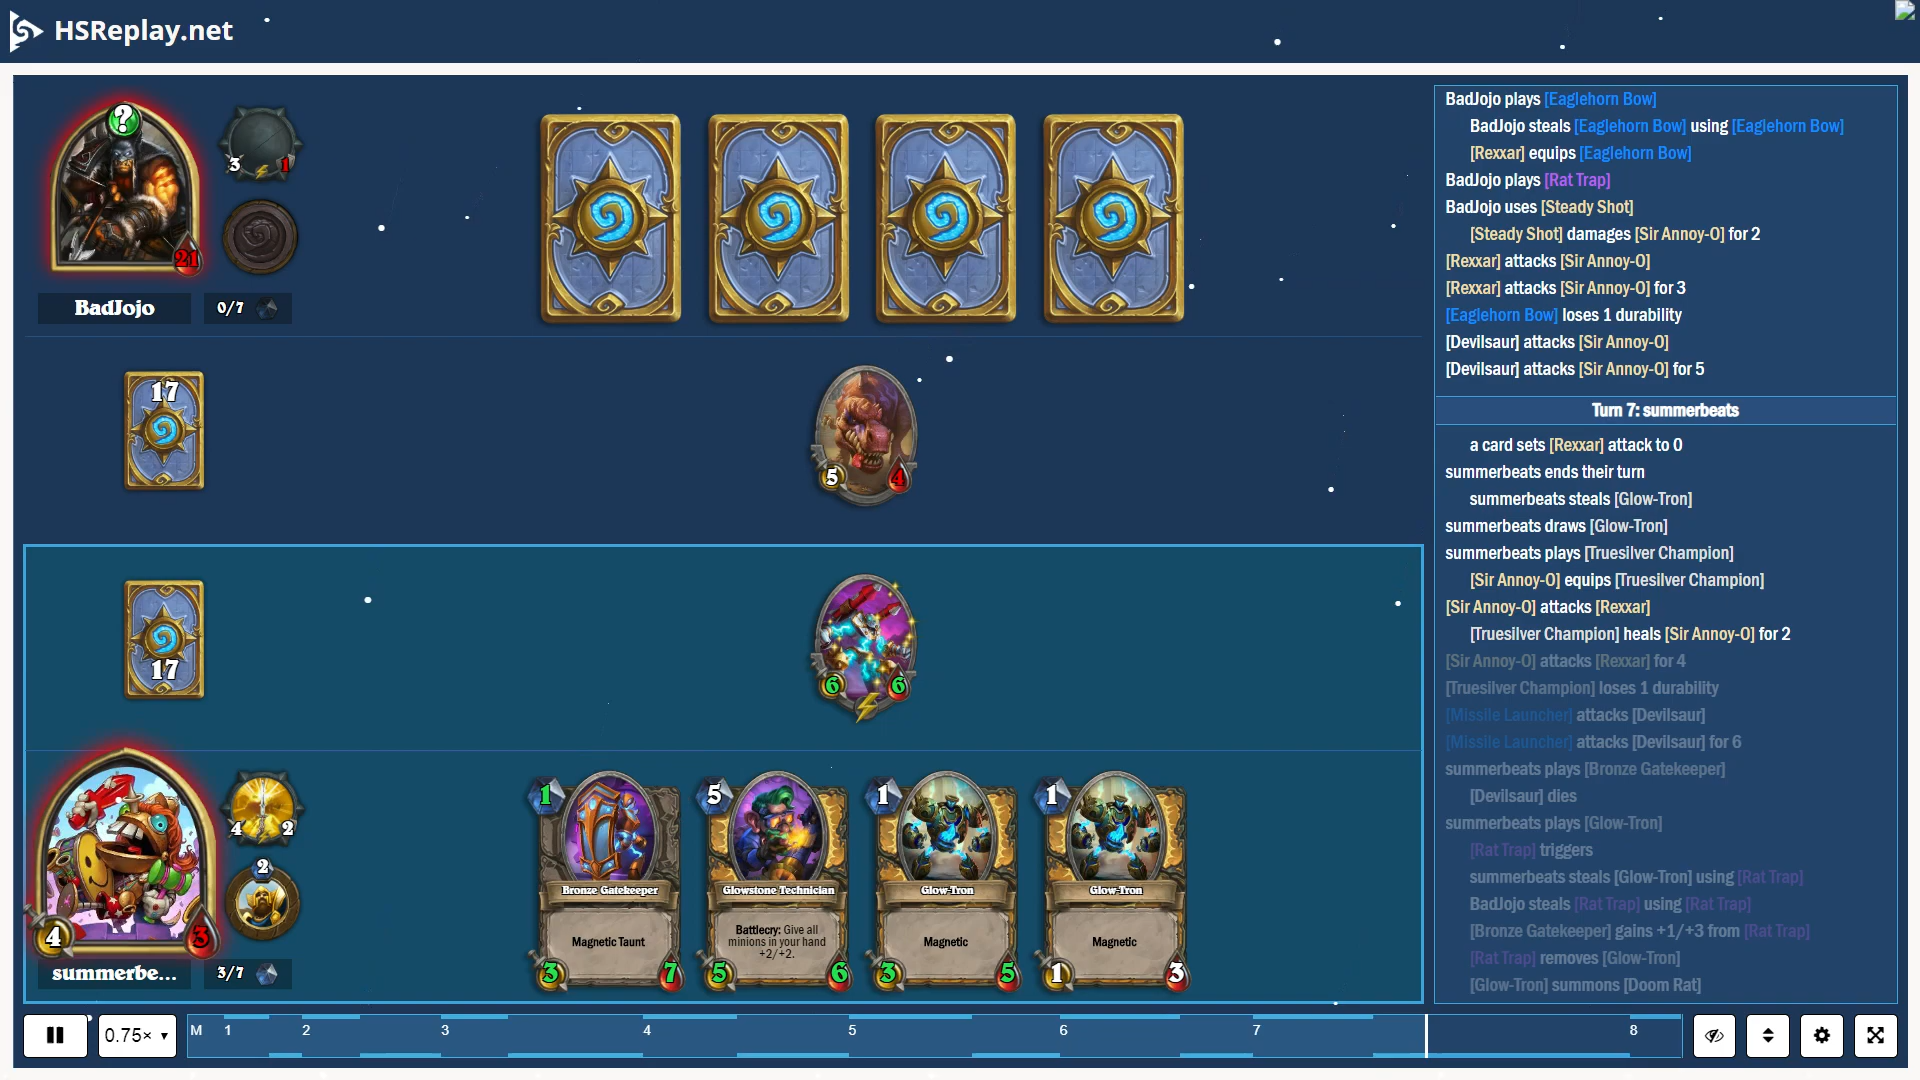 HSReplay.net
?
3
1
21
BadJojo
0/7
17
5
4
17
6
6
4
2
2
4
3
summerbe...
3/7
1
Bronze Gatekeeper
Magnetic Taunt
3
7
5
Glowstone Technician
Battlecry: Give all
minions in your hand
+2/+2.
5
6
1
Glow-Tron
Magnetic
3
5
1
Glow-Tron
Magnetic
1
3
BadJojo plays [Eaglehorn Bow]
BadJojo steals [Eaglehorn Bow] using [Eaglehorn Bow]
[Rexxar] equips [Eaglehorn Bow]
BadJojo plays [Rat Trap]
BadJojo uses [Steady Shot]
[Steady Shot] damages [Sir Annoy-O] for 2
[Rexxar] attacks [Sir Annoy-O]
[Rexxar] attacks [Sir Annoy-O] for 3
[Eaglehorn Bow] loses 1 durability
[Devilsaur] attacks [Sir Annoy-O]
[Devilsaur] attacks [Sir Annoy-O] for 5
Turn 7: summerbeats
a card sets [Rexxar] attack to 0
summerbeats ends their turn
summerbeats steals [Glow-Tron]
summerbeats draws [Glow-Tron]
summerbeats plays [Truesilver Champion]
[Sir Annoy-O] equips [Truesilver Champion]
[Sir Annoy-O] attacks [Rexxar]
[Truesilver Champion] heals [Sir Annoy-O] for 2
[Sir Annoy-O] attacks [Rexxar] for 4
[Truesilver Champion] loses 1 durability
[Missile Launcher] attacks [Devilsaur]
[Missile Launcher] attacks [Devilsaur] for 6
summerbeats plays [Bronze Gatekeeper]
[Devilsaur] dies
summerbeats plays [Glow-Tron]
[Rat Trap] triggers
summerbeats steals [Glow-Tron] using [Rat Trap]
BadJojo steals [Rat Trap] using [Rat Trap]
[Bronze Gatekeeper] gains +1/+3 from [Rat Trap]
[Rat Trap] removes [Glow-Tron]
[Glow-Tron] summons [Doom Rat]
0.75× ▾
M 1 2 3 4 5 6 7 8